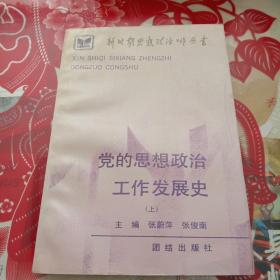 新时期思想政治工作丛书
XIN SHIQI SIXIANG ZHENGZHI
GONGZUO CONGSHU
党的思想政治
工作发展史
（上）
主编 张蔚萍 张俊南
团结出版社